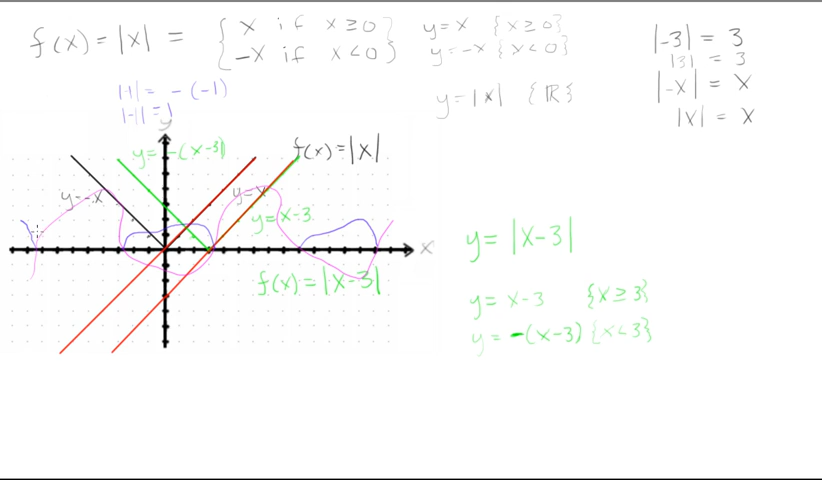 f(x) = |x| = { x if x ≥ 0
-x if x < 0 }
y = x {x ≥ 0}
y = -x {x < 0}
y = |x| {ℝ}
|-3| = 3
|3| = 3
|-x| = x
|x| = x
|-1| = -(-1)
|-1| = 1
y
y = -(x-3)
f(x) = |x|
y = -x
y = x
y = x-3
x
f(x) = |x-3|
y = |x-3|
y = x-3 {x ≥ 3}
y = -(x-3) {x < 3}